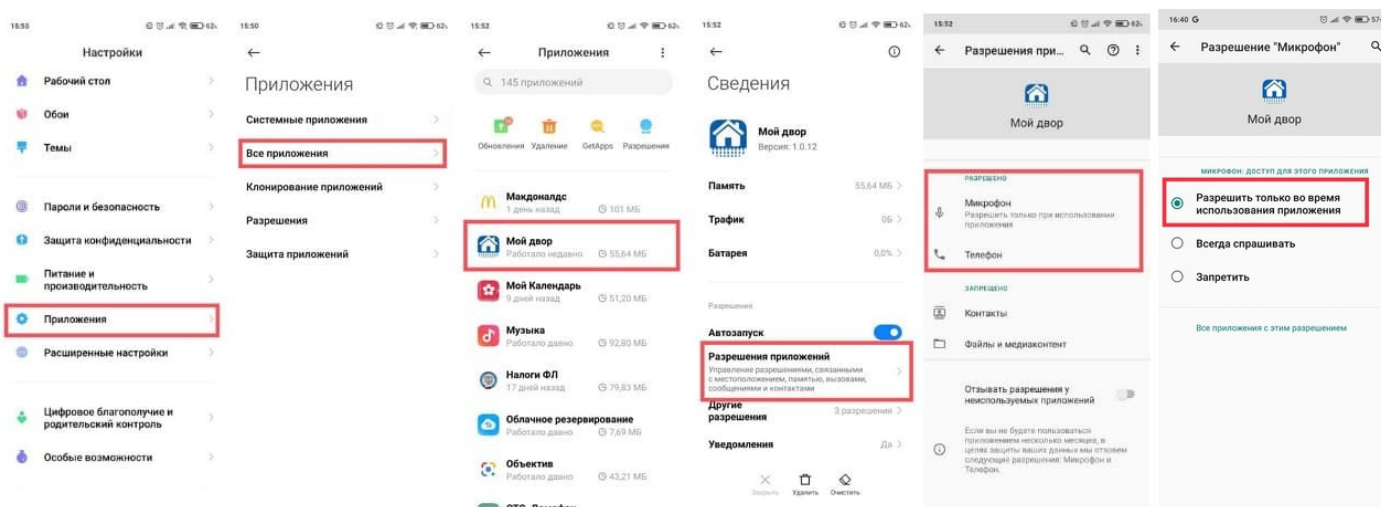 15:50
62
Настройки
Рабочий стол
Обои
Темы
Пароли и безопасность
Защита конфиденциальности
Питание и
производительность
Приложения
Расширенные настройки
Цифровое благополучие и
родительский контроль
Особые возможности
15:50
62
Приложения
Системные приложения
Все приложения
Клонирование приложений
Разрешения
Защита приложений
15:52
62
Приложения
145 приложений
Обновления Удаление GetApps Разрешения
Макдоналдс
1 день назад 101 МБ
Мой двор
Работало недавно 55,64 МБ
Мой Календарь
9 дней назад 51,20 МБ
Музыка
Работало давно 92,80 МБ
Налоги ФЛ
17 дней назад 79,83 МБ
Облачное резервирование
Работало давно 7,69 МБ
Объектив
Работало давно 43,21 МБ
15:52
62
Сведения
Мой двор
Версия: 1.0.12
Память 55,64 МБ
Трафик 0Б
Батарея 0,0%
Разрешения
Автозапуск
Разрешения приложений
Управление разрешениями, связанными
с местоположением, памятью, вызовами,
сообщениями и контактами
Другие
разрешения 3 разрешения
Уведомления Да
Закрыть Удалить Очистить
15:52
62
Разрешения при...
Мой двор
РАЗРЕШЕНО
Микрофон
Разрешить только при использовании
приложения
Телефон
ЗАПРЕЩЕНО
Контакты
Файлы и медиаконтент
Отзывать разрешения у
неиспользуемых приложений
Если вы не будете пользоваться
приложением несколько месяцев, в
целях защиты ваших данных мы отзовем
следующие разрешения: Микрофон и
Телефон.
16:40 G
57
Разрешение "Микрофон"
Мой двор
МИКРОФОН: ДОСТУП ДЛЯ ЭТОГО ПРИЛОЖЕНИЯ
Разрешить только во время
использования приложения
Всегда спрашивать
Запретить
Все приложения с этим разрешением